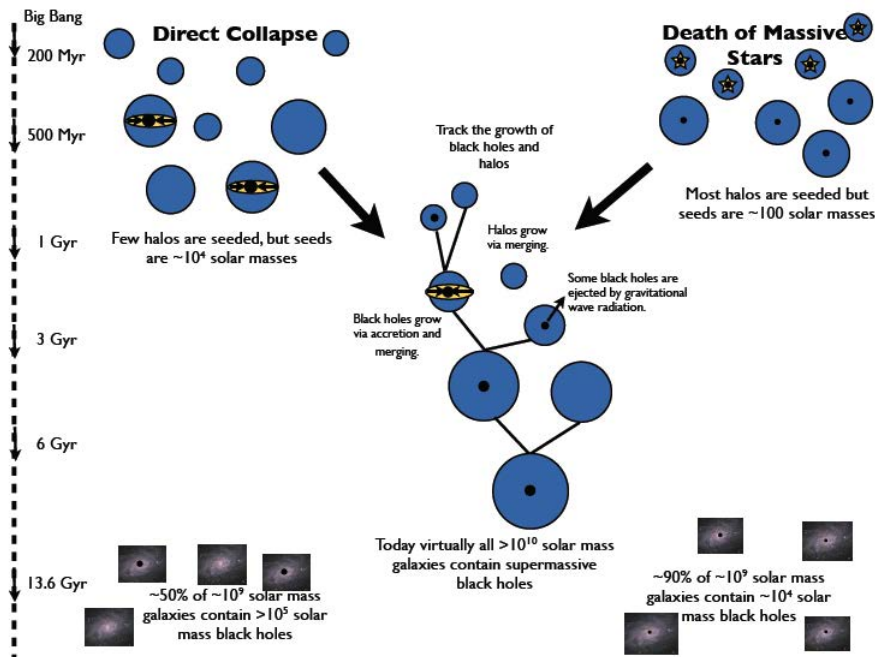 Big Bang
200 Myr
500 Myr
1 Gyr
3 Gyr
6 Gyr
13.6 Gyr
Direct Collapse
Few halos are seeded, but seeds
are ~10⁴ solar masses
Death of Massive
Stars
Most halos are seeded but
seeds are ~100 solar masses
Track the growth of
black holes and
halos
Halos grow
via merging.
Some black holes are
ejected by gravitational
wave radiation.
Black holes grow
via accretion and
merging.
Today virtually all >10¹⁰ solar mass
galaxies contain supermassive
black holes
~50% of ~10⁹ solar mass
galaxies contain >10⁵ solar
mass black holes
~90% of ~10⁹ solar mass
galaxies contain ~10⁴ solar
mass black holes